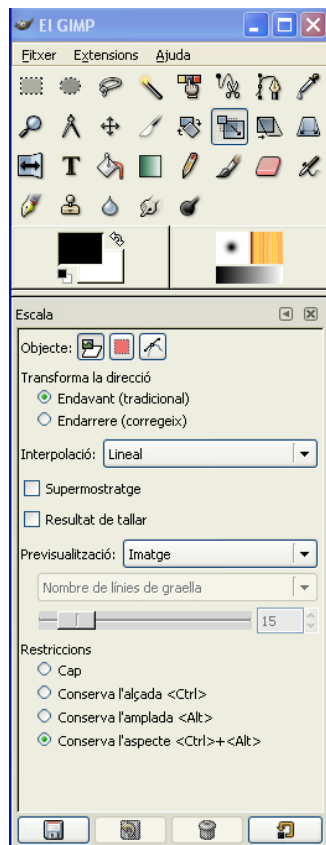 El GIMP
Fitxer Extensions Ajuda
Escala
Objecte:
Transforma la direcció
Endavant (tradicional)
Endarrere (corregeix)
Interpolació: Lineal
Supermostratge
Resultat de tallar
Previsualització: Imatge
Nombre de línies de graella
15
Restriccions
Cap
Conserva l'alçada <Ctrl>
Conserva l'amplada <Alt>
Conserva l'aspecte <Ctrl>+<Alt>